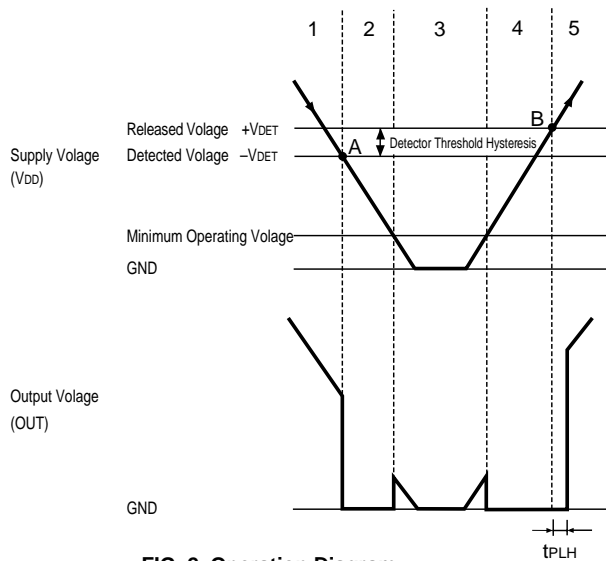 1 2 3 4 5
Released Volage +VDET
B
Detector Threshold Hysteresis
Supply Volage
Detected Volage –VDET
A
(VDD)
Minimum Operating Volage
GND
Output Volage
(OUT)
GND
tPLH